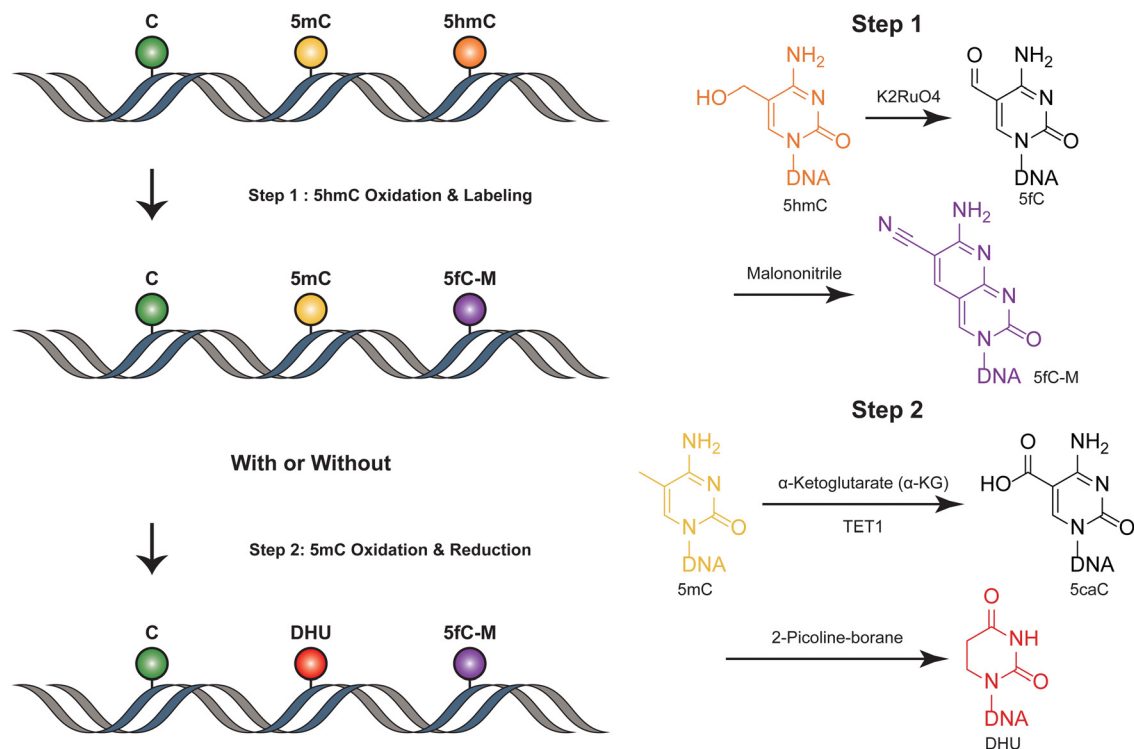 C 5mC 5hmC
Step 1 : 5hmC Oxidation & Labeling
C 5mC 5fC-M
With or Without
Step 2: 5mC Oxidation & Reduction
C DHU 5fC-M
Step 1
HO
NH2
N
N
O
DNA
5hmC
K2RuO4
O
NH2
N
N
O
DNA
5fC
Malononitrile
N
NH2
N
N
N
O
DNA
5fC-M
Step 2
NH2
N
N
O
DNA
5mC
α-Ketoglutarate (α-KG)
TET1
O
HO
NH2
N
N
O
DNA
5caC
2-Picoline-borane
O
NH
N
O
DNA
DHU